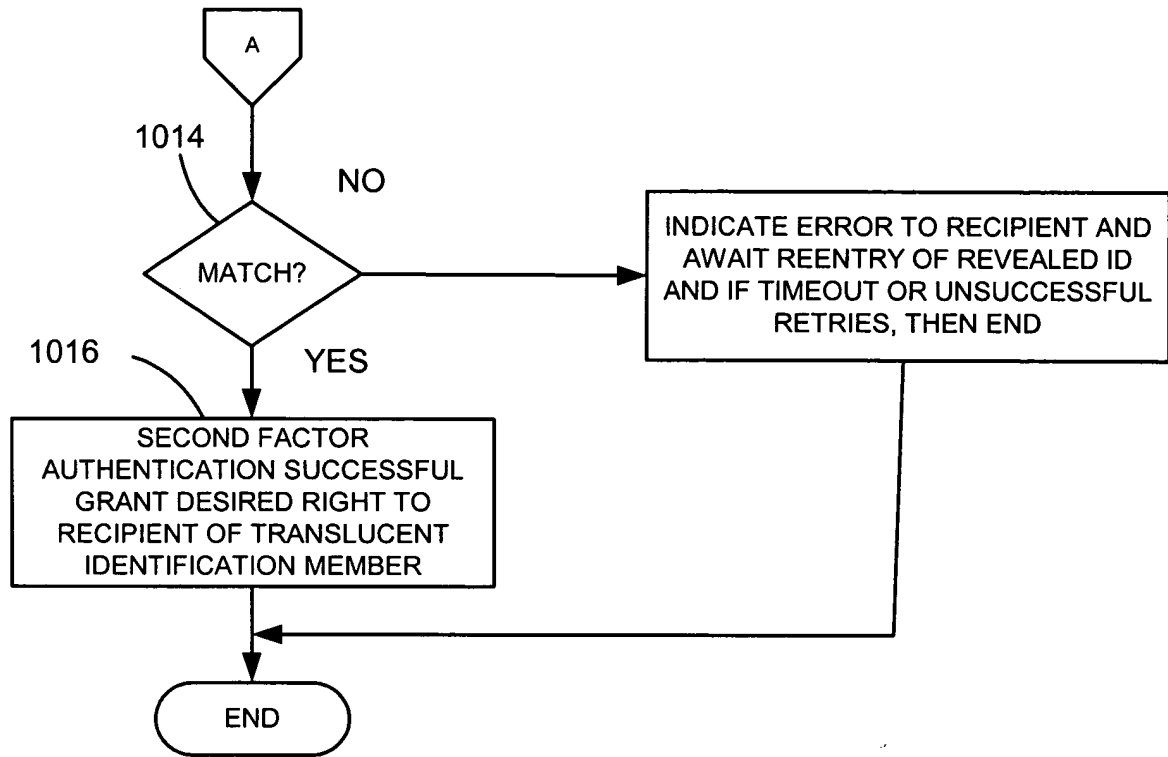 A
1014
NO
MATCH?
INDICATE ERROR TO RECIPIENT AND
AWAIT REENTRY OF REVEALED ID
AND IF TIMEOUT OR UNSUCCESSFUL
RETRIES, THEN END
YES
1016
SECOND FACTOR
AUTHENTICATION SUCCESSFUL
GRANT DESIRED RIGHT TO
RECIPIENT OF TRANSLUCENT
IDENTIFICATION MEMBER
END